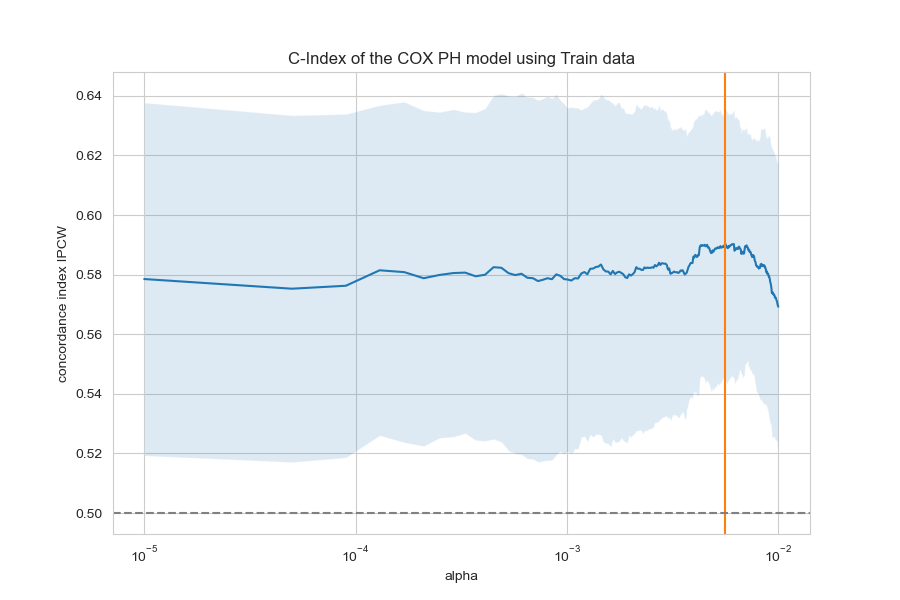 C-Index of the COX PH model using Train data
concordance index IPCW
0.64
0.62
0.60
0.58
0.56
0.54
0.52
0.50
10⁻⁵ 10⁻⁴ 10⁻³ 10⁻²
alpha